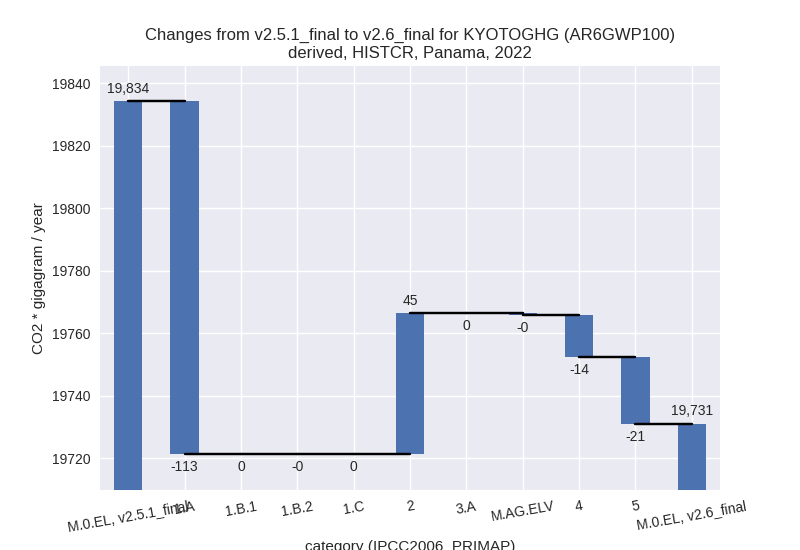 Changes from v2.5.1_final to v2.6_final for KYOTOGHG (AR6GWP100)
derived, HISTCR, Panama, 2022
CO2 * gigagram / year
19840
19820
19800
19780
19760
19740
19720
19,834
-113
0
-0
0
45
0
-0
-14
-21
19,731
M.0.EL, v2.5.1_final
1.A
1.B.1
1.B.2
1.C
2
3.A
M.AG.ELV
4
5
M.0.EL, v2.6_final
category (IPCC2006_PRIMAP)